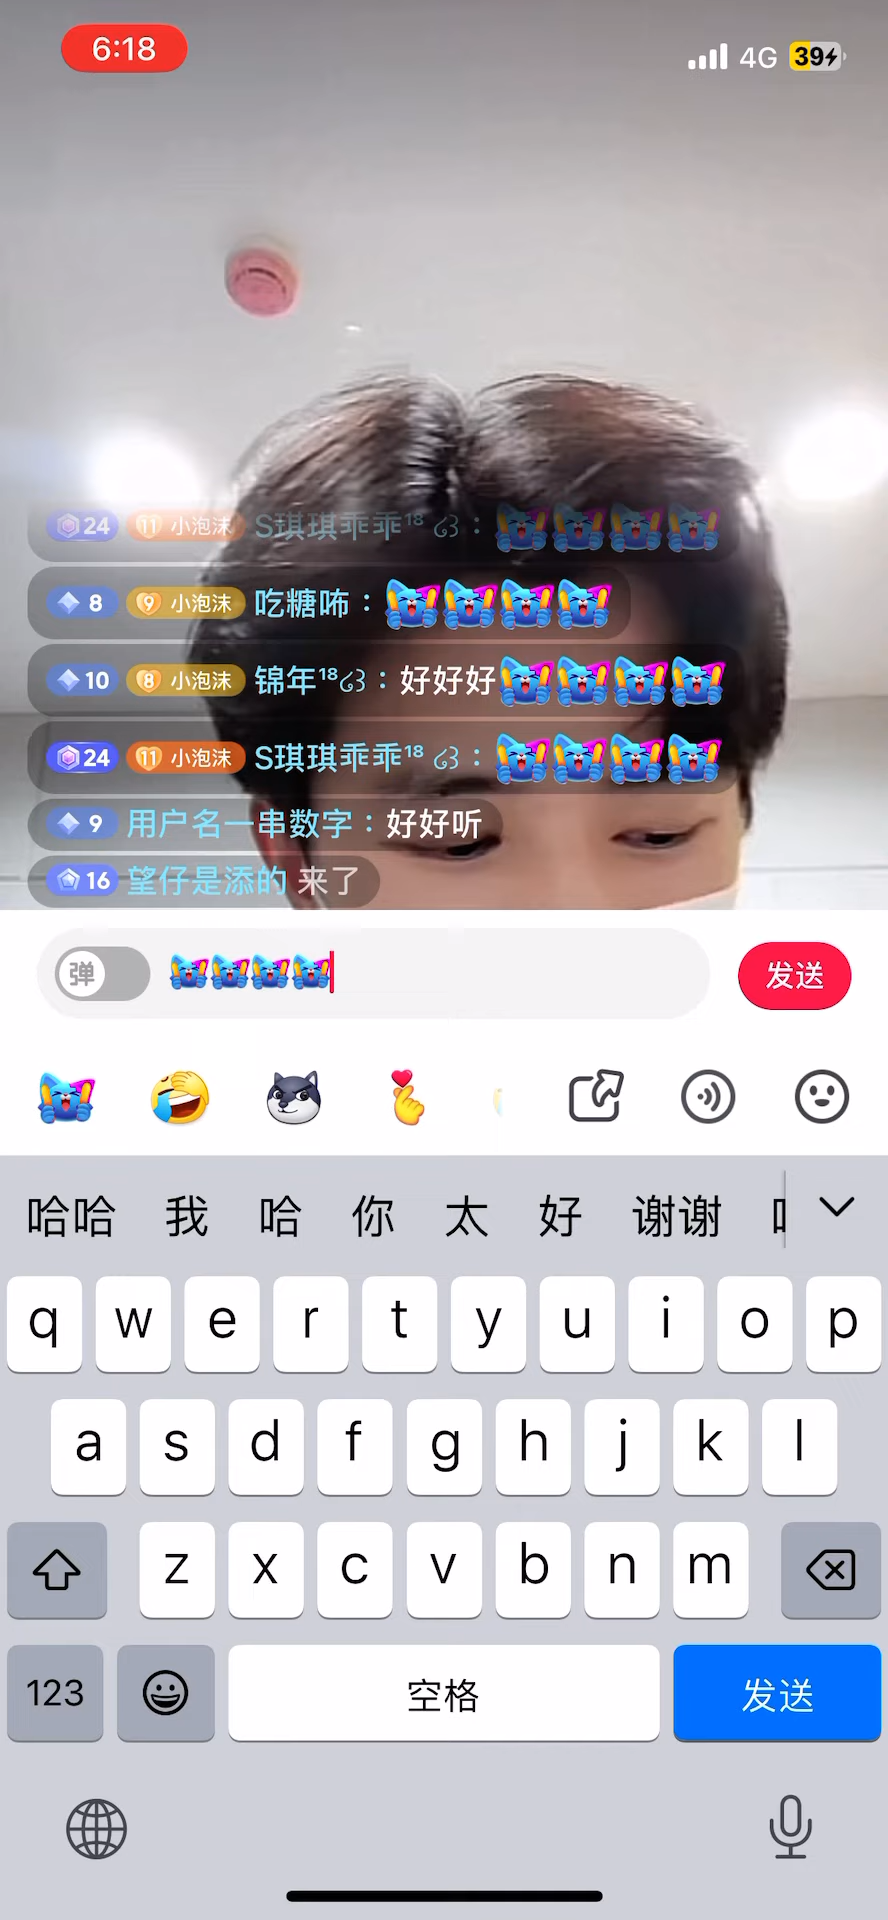 6:18 4G 39
24 11 小泡沫 S琪琪乖乖¹⁸ ໒꒱：
8 9 小泡沫 吃糖咘：
10 8 小泡沫 锦年¹⁸໒꒱：好好好
24 11 小泡沫 S琪琪乖乖¹⁸ ໒꒱：
9 用户名一串数字：好好听
16 望仔是添的 来了
弹 发送
哈哈 我 哈 你 太 好 谢谢
q w e r t y u i o p
a s d f g h j k l
z x c v b n m
123 空格 发送